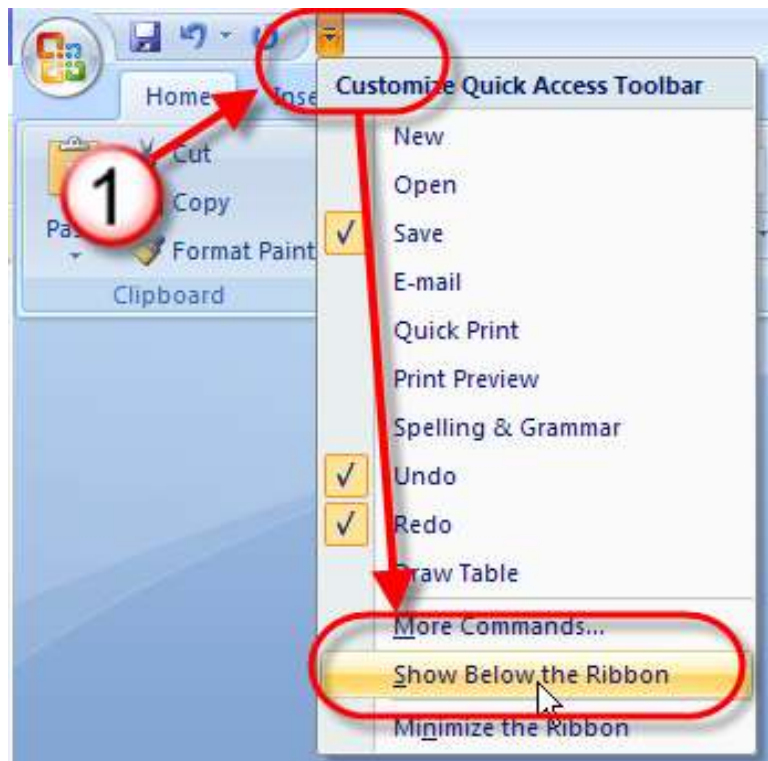 Home
Customize Quick Access Toolbar
New
Cut
Open
1
Copy
Save
Format Paint
E-mail
Clipboard
Quick Print
Print Preview
Spelling & Grammar
Undo
Redo
Draw Table
More Commands...
Show Below the Ribbon
Minimize the Ribbon